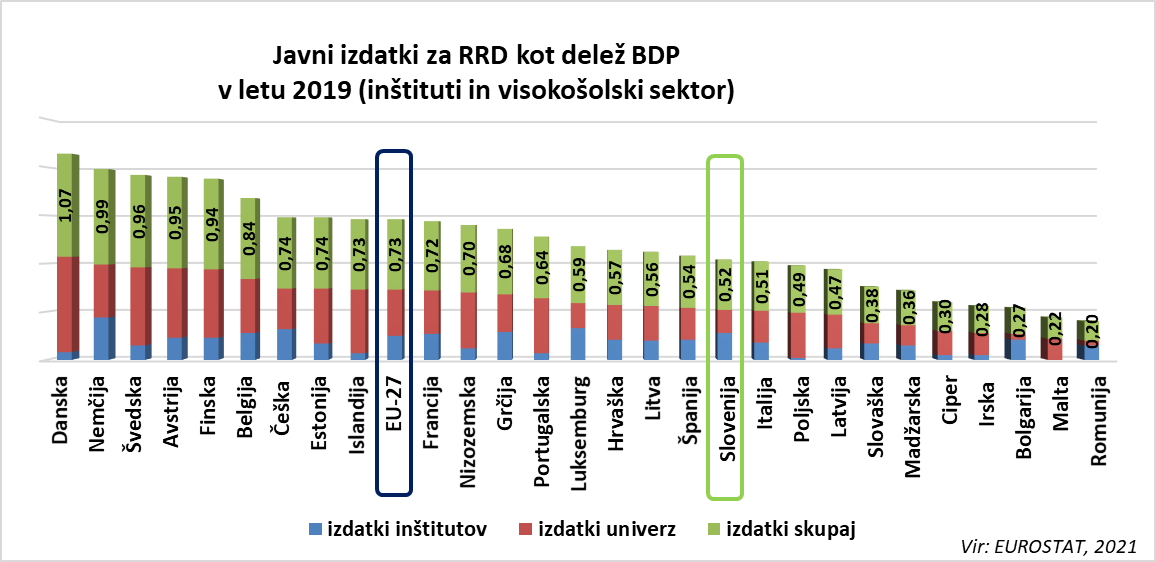 Javni izdatki za RRD kot delež BDP
v letu 2019 (inštituti in visokošolski sektor)
1,07
0,99
0,96
0,95
0,94
0,84
0,74
0,74
0,73
0,73
0,72
0,70
0,68
0,64
0,59
0,57
0,56
0,54
0,52
0,51
0,49
0,47
0,38
0,36
0,30
0,28
0,27
0,22
0,20
Danska
Nemčija
Švedska
Avstrija
Finska
Belgija
Češka
Estonija
Islandija
EU-27
Francija
Nizozemska
Grčija
Portugalska
Luksemburg
Hrvaška
Litva
Španija
Slovenija
Italija
Poljska
Latvija
Slovaška
Madžarska
Ciper
Irska
Bolgarija
Malta
Romunija
izdatki inštitutov
izdatki univerz
izdatki skupaj
Vir: EUROSTAT, 2021